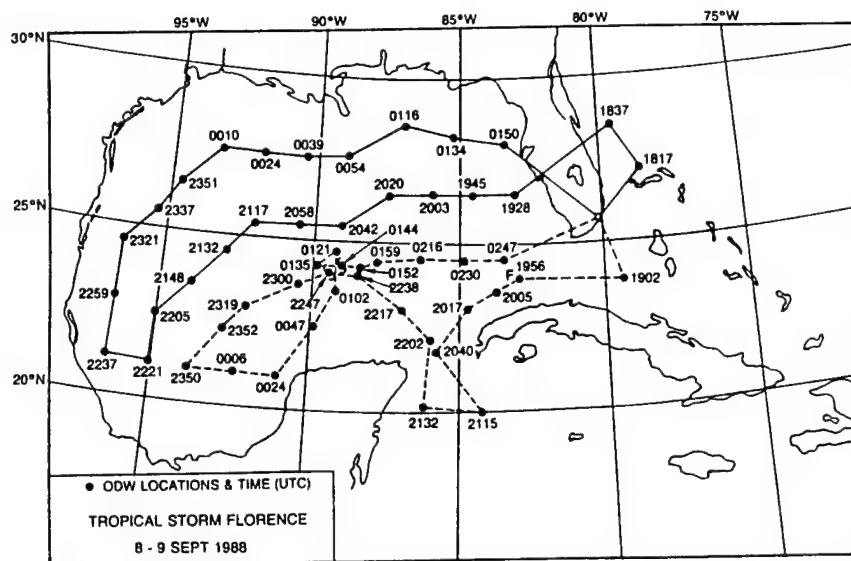 95°W 90°W 85°W 80°W 75°W
30°N
1837
0116
0010 0150 1817
0039
0134
0024 0054
2351
2020 1945
25°N 2337 2117 2058
2003 1928
2321 2042 0144
2132 0121 0159 0216 0247
0135
2148 2300 0152 0230 1956
F
2259 2238 1902
2319 2247 0102 2005
2205 2352 0047 2217 2017
2202
2237 2221 0006 2040
20°N 2350 0024
2132 2115
● ODW LOCATIONS & TIME (UTC)
TROPICAL STORM FLORENCE
8 - 9 SEPT 1988